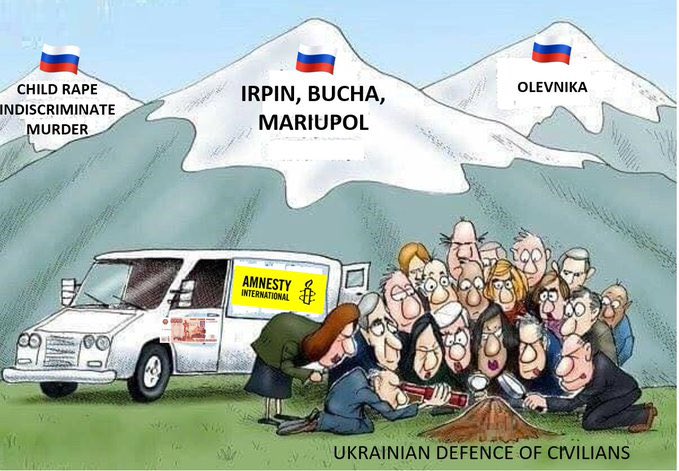 CHILD RAPE
INDISCRIMINATE
MURDER
IRPIN, BUCHA,
MARIUPOL
OLEVNIKA
AMNESTY
INTERNATIONAL
UKRAINIAN DEFENCE OF CIVILIANS